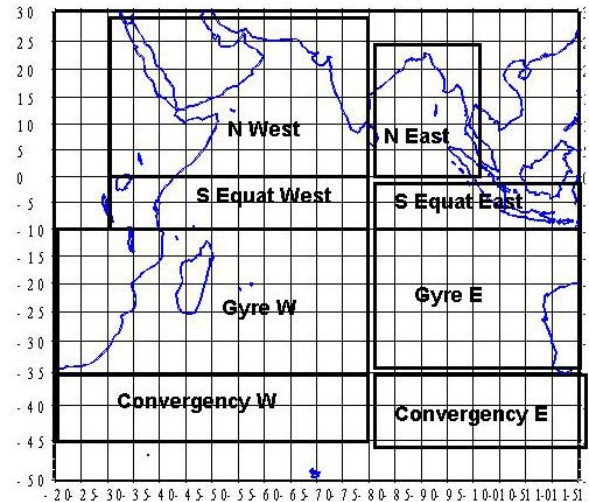 30
25
20
15
N West
N East
10
5
0
S Equat West
S Equat East
-5
-10
-15
-20
Gyre W
Gyre E
-25
-30
-35
Convergency W
Convergency E
-40
-45
-50